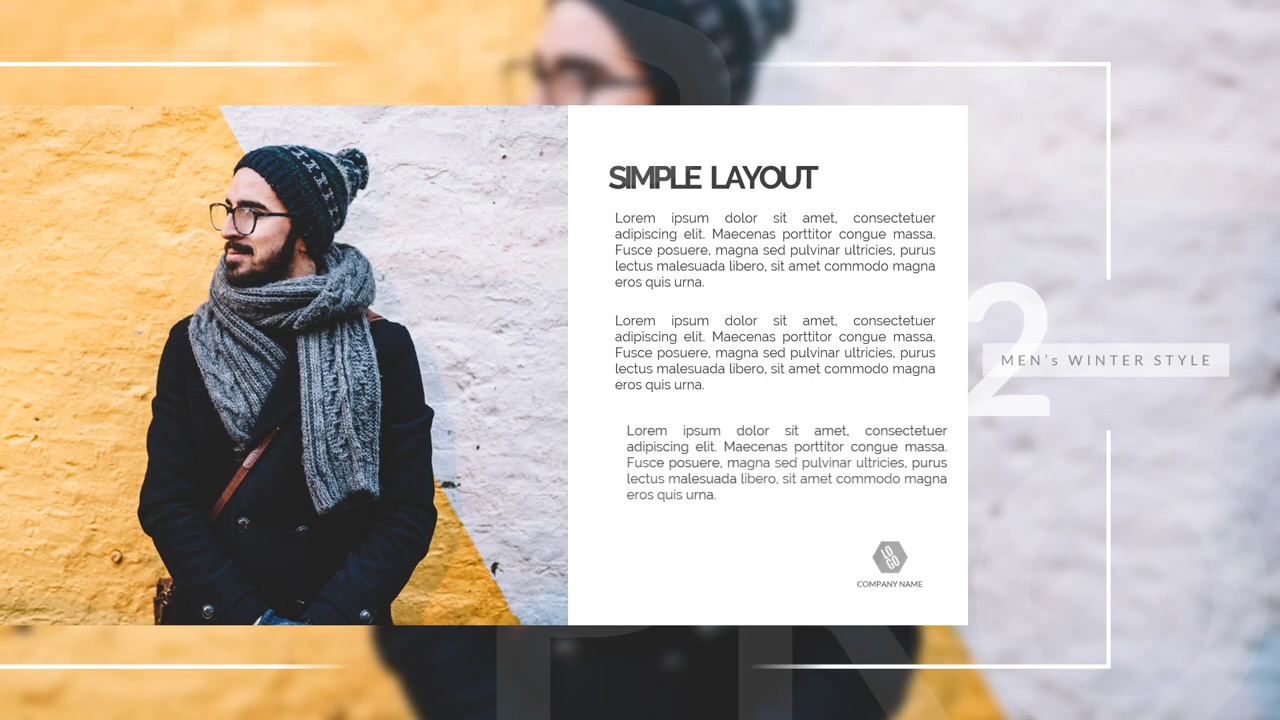 SIMPLE LAYOUT
Lorem ipsum dolor sit amet, consectetuer
adipiscing elit. Maecenas porttitor congue massa.
Fusce posuere, magna sed pulvinar ultricies, purus
lectus malesuada libero, sit amet commodo magna
eros quis urna.
Lorem ipsum dolor sit amet, consectetuer
adipiscing elit. Maecenas porttitor congue massa.
Fusce posuere, magna sed pulvinar ultricies, purus
lectus malesuada libero, sit amet commodo magna
eros quis urna.
Lorem ipsum dolor sit amet, consectetuer
adipiscing elit. Maecenas porttitor congue massa.
Fusce posuere, magna sed pulvinar ultricies, purus
lectus malesuada libero, sit amet commodo magna
eros quis urna.
LO
GO
COMPANY NAME
2
MEN's WINTER STYLE